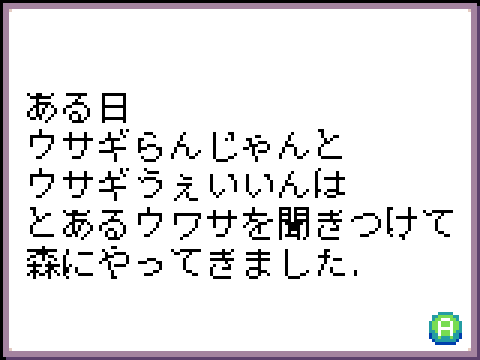 ある日
ウサギらんじゃんと
ウサギうぇいいんは
とあるウワサを聞きつけて
森にやってきました.
A